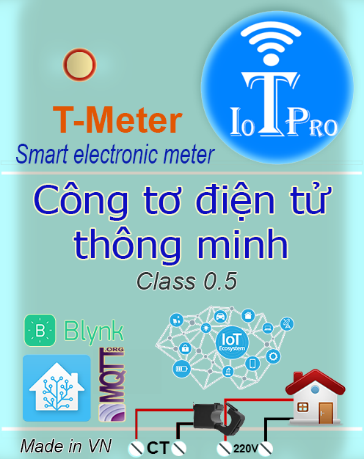 IoTPro
T-Meter
Smart electronic meter
Công tơ điện tử
thông minh
Class 0.5
B Blynk
MQTT.ORG
IoT
Ecosystem
Made in VN
CT
220V